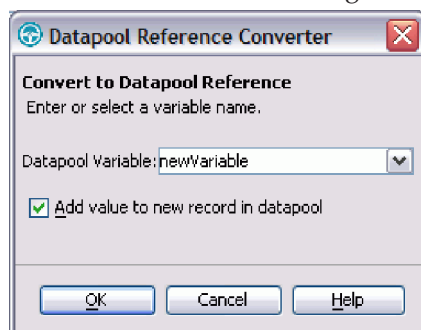 Datapool Reference Converter
Convert to Datapool Reference
Enter or select a variable name.
Datapool Variable: newVariable
Add value to new record in datapool
OK Cancel Help